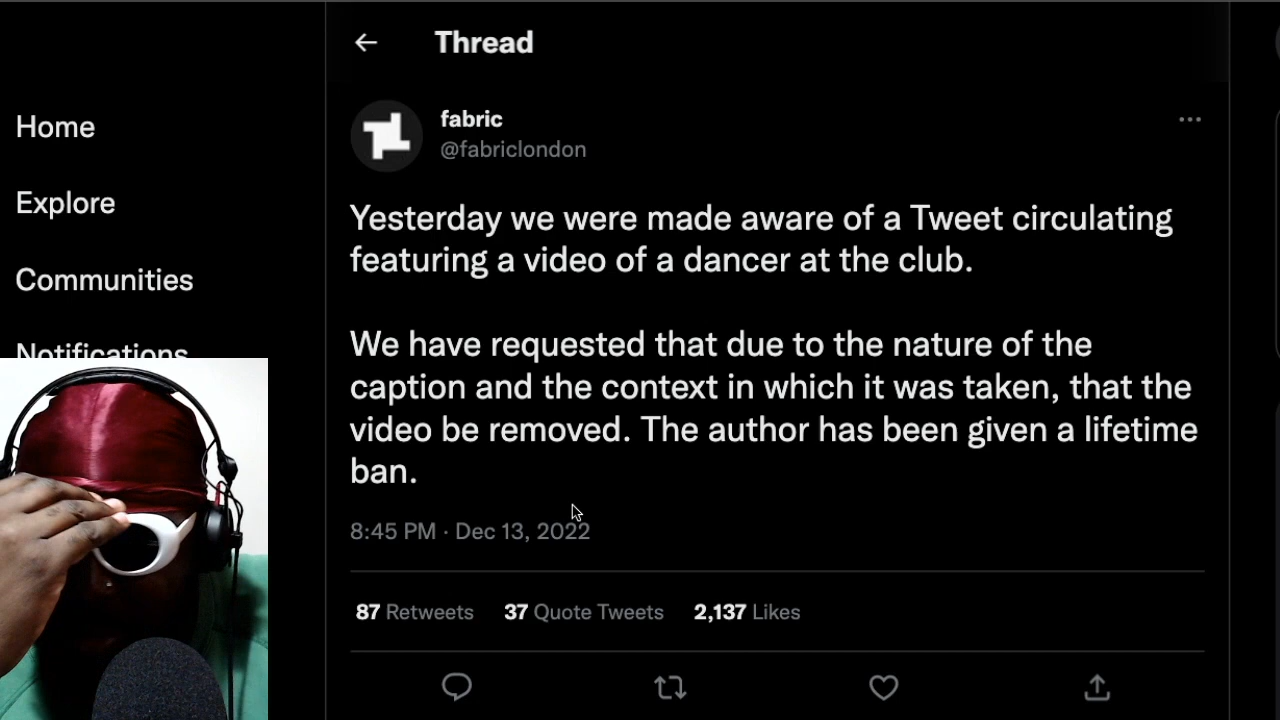 Thread
Home
Explore
Communities
Notifications
fabric
@fabriclondon
Yesterday we were made aware of a Tweet circulating
featuring a video of a dancer at the club.
We have requested that due to the nature of the
caption and the context in which it was taken, that the
video be removed. The author has been given a lifetime
ban.
8:45 PM · Dec 13, 2022
87 Retweets 37 Quote Tweets 2,137 Likes